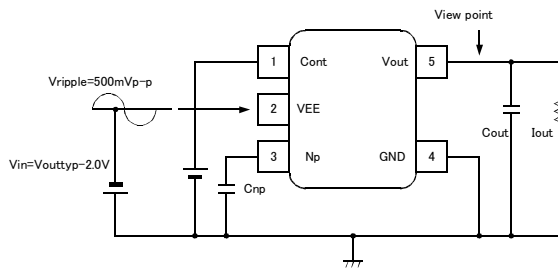 View point
1 Cont Vout 5
Vripple=500mVp-p
2 VEE
Cout Iout
Vin=Vouttyp-2.0V
3 Np GND 4
Cnp